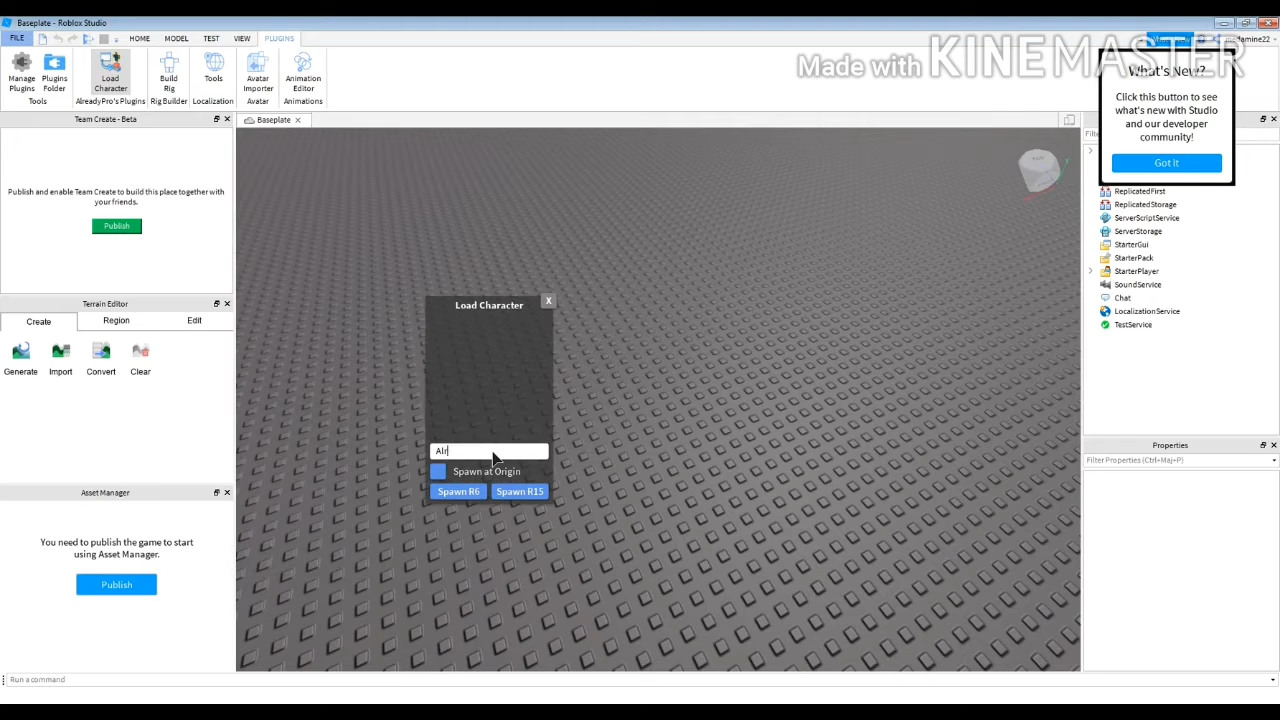 Baseplate - Roblox Studio
FILE HOME MODEL TEST VIEW PLUGINS
Made with KINEMASTER
Manage Plugins
Plugins Folder
Load Character
Build Rig
Tools
Avatar Importer
Animation Editor
Tools AlreadyPro's Plugins Rig Builder Localization Avatar Animations
What's New?
Click this button to see
what's new with Studio
and our developer
community!
Got It
Team Create - Beta
Baseplate
Publish and enable Team Create to build this place together with
your friends.
Publish
Terrain Editor
Create Region Edit
Generate Import Convert Clear
Asset Manager
You need to publish the game to start
using Asset Manager.
Publish
Load Character
X
Alr
Spawn at Origin
Spawn R6 Spawn R15
ReplicatedFirst
ReplicatedStorage
ServerScriptService
ServerStorage
StarterGui
StarterPack
StarterPlayer
SoundService
Chat
LocalizationService
TestService
Properties
Filter Properties (Ctrl+Maj+P)
Run a command